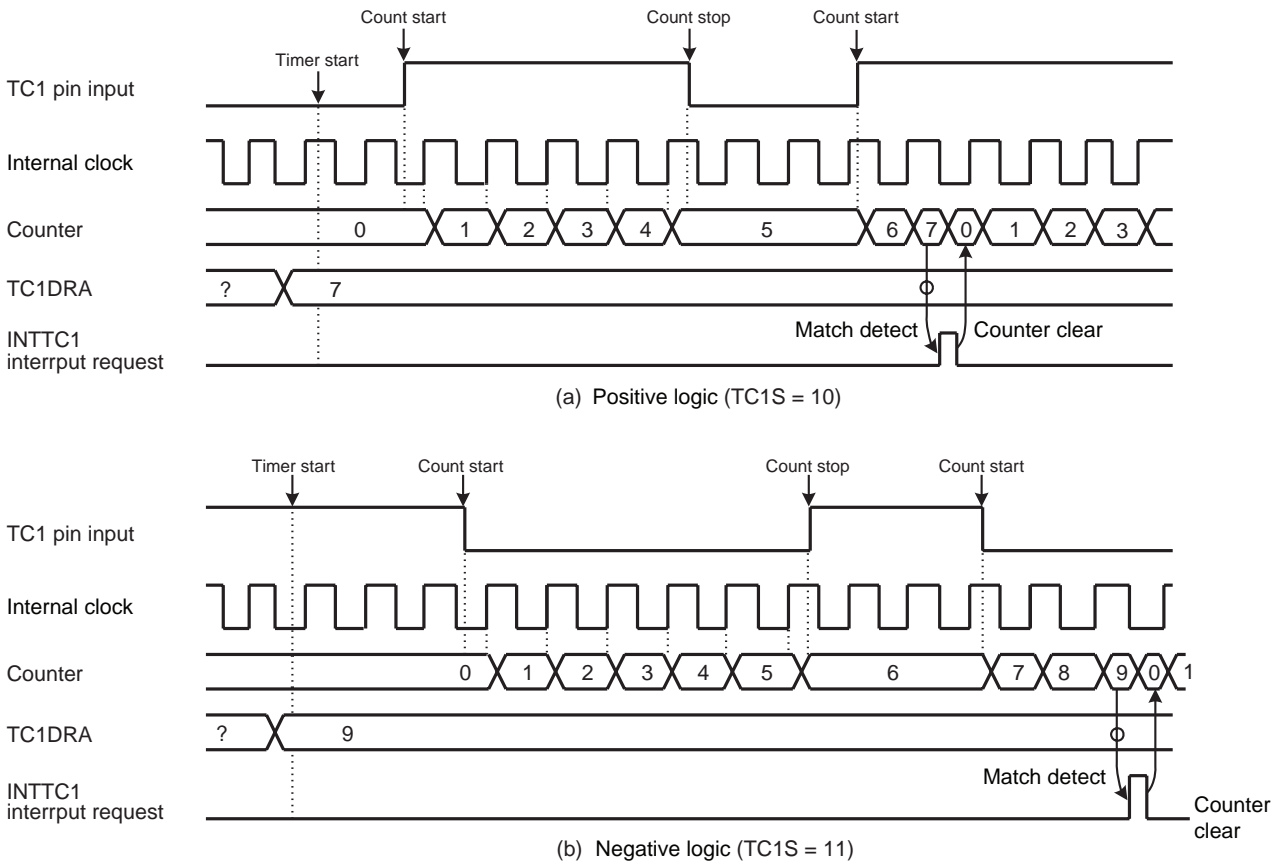 Count start
Count stop
Count start
Timer start
TC1 pin input
Internal clock
Counter
0
1
2
3
4
5
6
7
0
1
2
3
TC1DRA
?
7
Match detect
Counter clear
INTTC1
interrput request
(a) Positive logic (TC1S = 10)
Timer start
Count start
Count stop
Count start
TC1 pin input
Internal clock
Counter
0
1
2
3
4
5
6
7
8
9
0
1
TC1DRA
?
9
Match detect
INTTC1
interrput request
Counter
clear
(b) Negative logic (TC1S = 11)